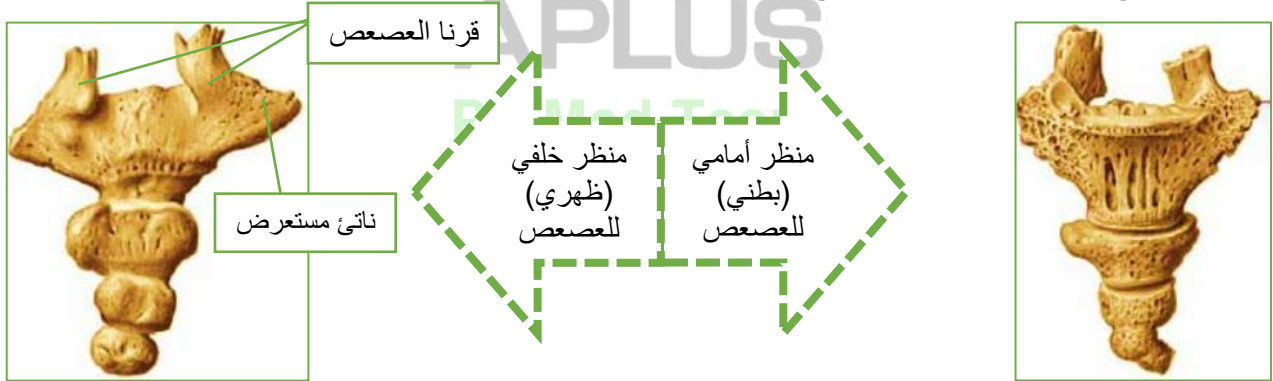 APLUS
قرنا العصعص
منظر أمامي
(بطني)
للعصعص
منظر خلفي
(ظهري)
للعصعص
ناتئ مستعرض